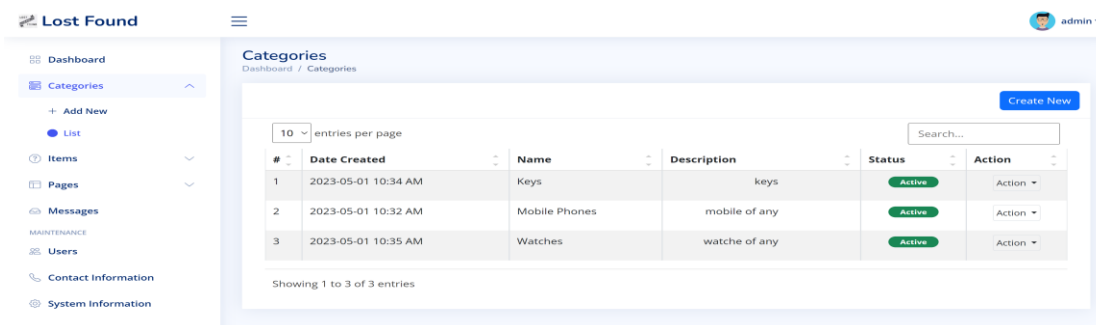 Lost Found
admin
Dashboard
Categories
+ Add New
List
Items
Pages
Messages
MAINTENANCE
Users
Contact Information
System Information
Categories
Dashboard / Categories
Create New
10 entries per page
Search...
# Date Created Name Description Status Action
1 2023-05-01 10:34 AM Keys keys Active Action
2 2023-05-01 10:32 AM Mobile Phones mobile of any Active Action
3 2023-05-01 10:35 AM Watches watche of any Active Action
Showing 1 to 3 of 3 entries